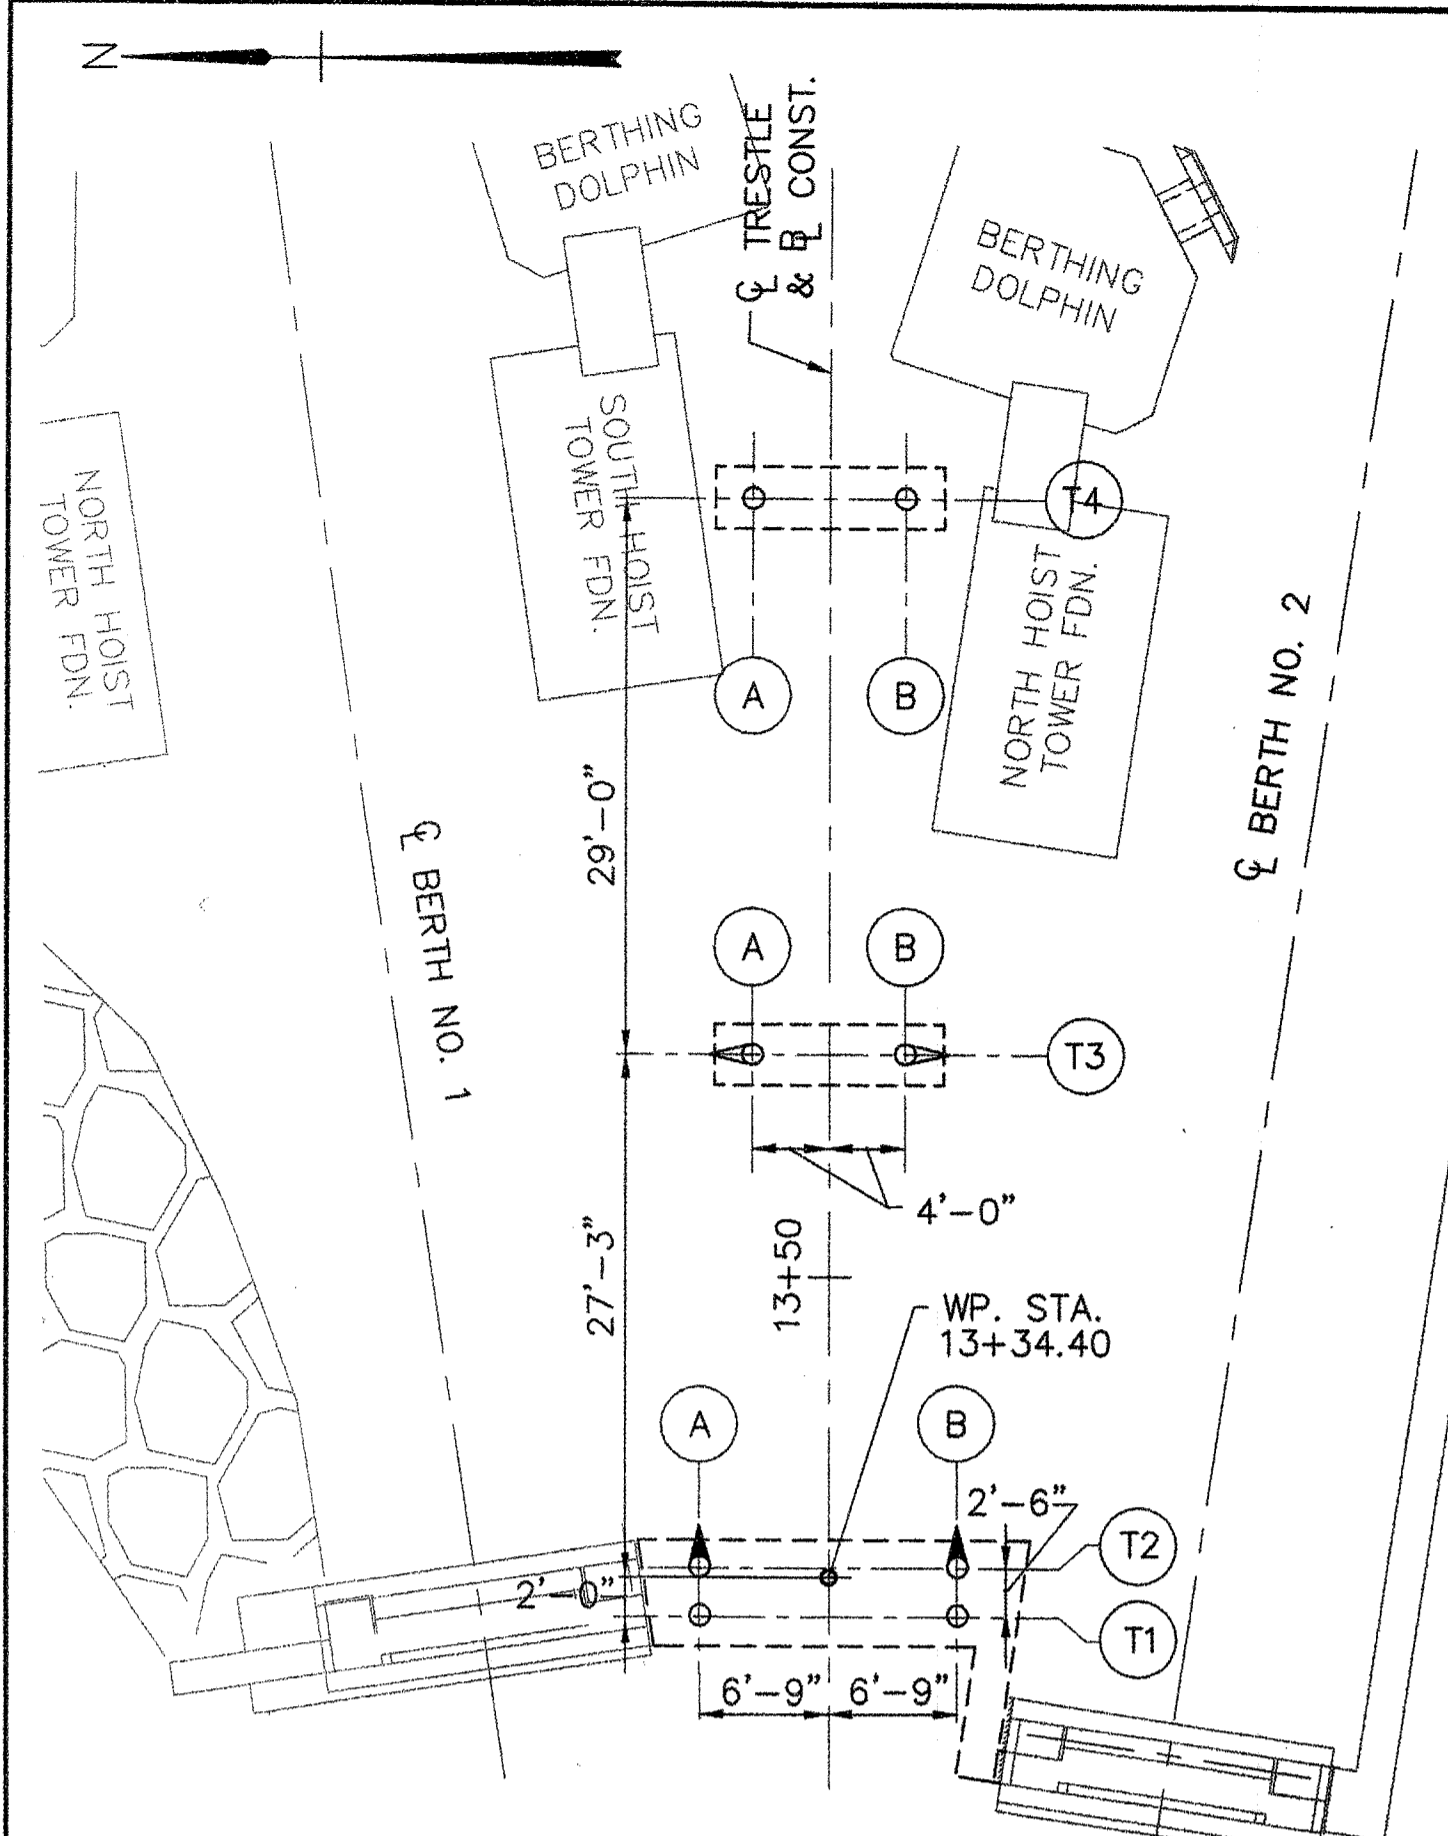 N
BERTHING
DOLPHIN
℄ TRESTLE
& B̲L CONST.
BERTHING
DOLPHIN
SOUTH HOIST
TOWER FDN.
NORTH HOIST
TOWER FDN.
T4
NORTH HOIST
TOWER FDN.
A
B
℄ BERTH NO. 2
29'-0"
℄ BERTH NO. 1
A
B
T3
4'-0"
27'-3"
13+50
WP. STA.
13+34.40
A
B
2'-6"
T2
2'-0"
T1
6'-9"
6'-9"